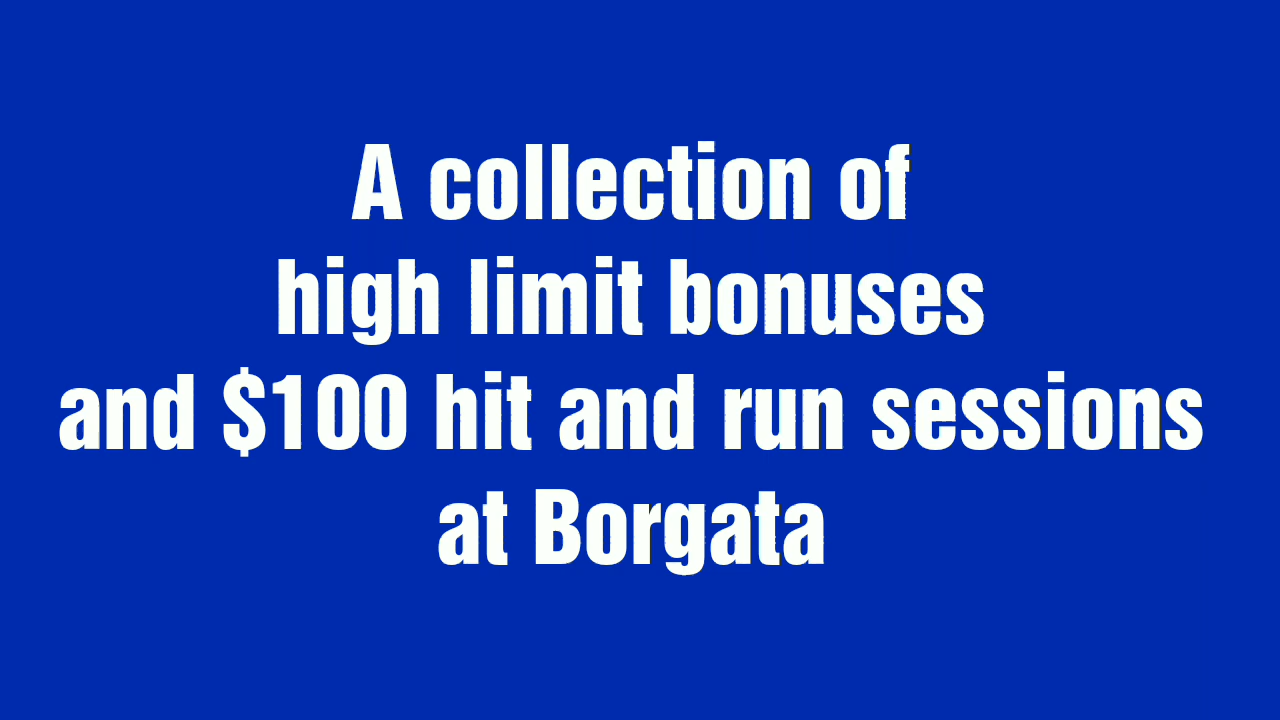 A collection of
high limit bonuses
and $100 hit and run sessions
at Borgata